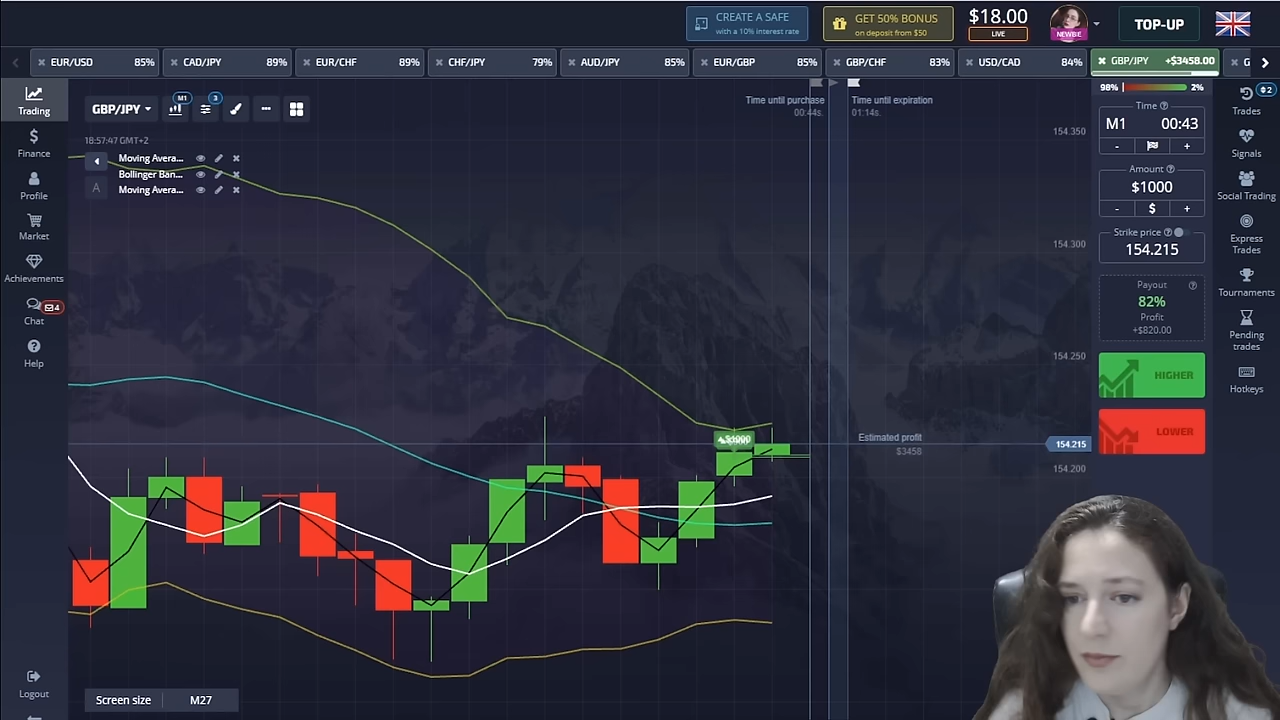 CREATE A SAFE
with a 10% interest rate
GET 50% BONUS
on deposit from $50
$18.00
LIVE
NEWBE
TOP-UP
EUR/USD 85%
CAD/JPY 89%
EUR/CHF 89%
CHF/JPY 79%
AUD/JPY 85%
EUR/GBP 85%
GBP/CHF 83%
USD/CAD 84%
GBP/JPY +$3458.00
G
Trading
Finance
Profile
Market
Achievements
4
Chat
Help
Logout
GBP/JPY
M1
3
18:57:47 GMT+2
Moving Avera...
Bollinger Ban...
A
Moving Avera...
Time until purchase
00:44s.
Time until expiration
01:14s.
154.350
154.300
154.250
154.215
154.200
Estimated profit
$3458
$1000
Screen size M27
98% 2%
Time
M1 00:43
- +
Amount
$1000
- $ +
Strike price
154.215
Payout
82%
Profit
+$820.00
HIGHER
LOWER
$2
Trades
Signals
Social Trading
Express
Trades
Tournaments
Pending
trades
Hotkeys